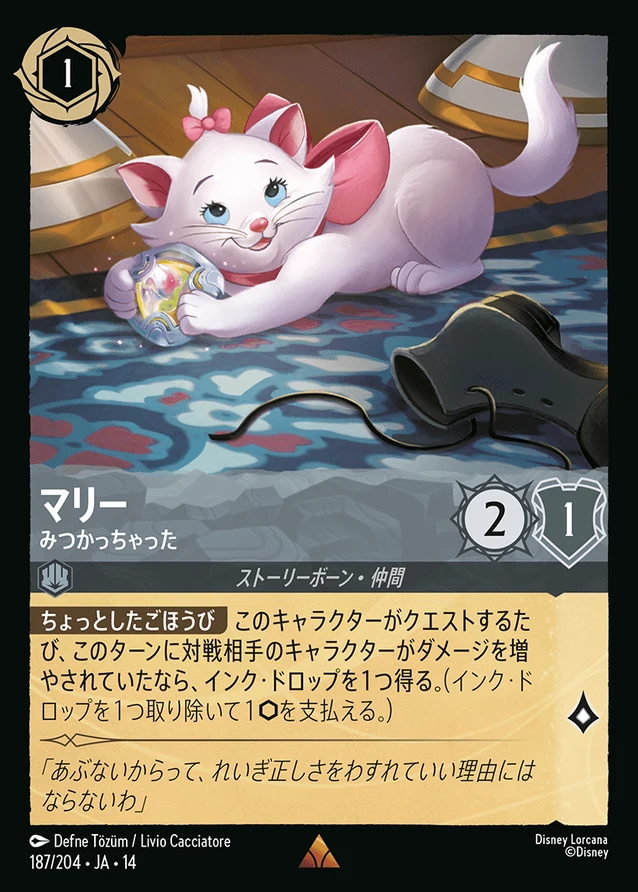 1
マリー
みつかっちゃった
2
1
ストーリーボーン・仲間
ちょっとしたごほうび このキャラクターがクエストするた
び、このターンに対戦相手のキャラクターがダメージを増
やされていたなら、インク・ドロップを1つ得る。(インク・ド
ロップを1つ取り除いて1⬡を支払える。)
「あぶないからって、れいぎ正しさをわすれていい理由には
ならないわ」
Defne Tözüm / Livio Cacciatore
187/204 • JA • 14
Disney Lorcana
©Disney